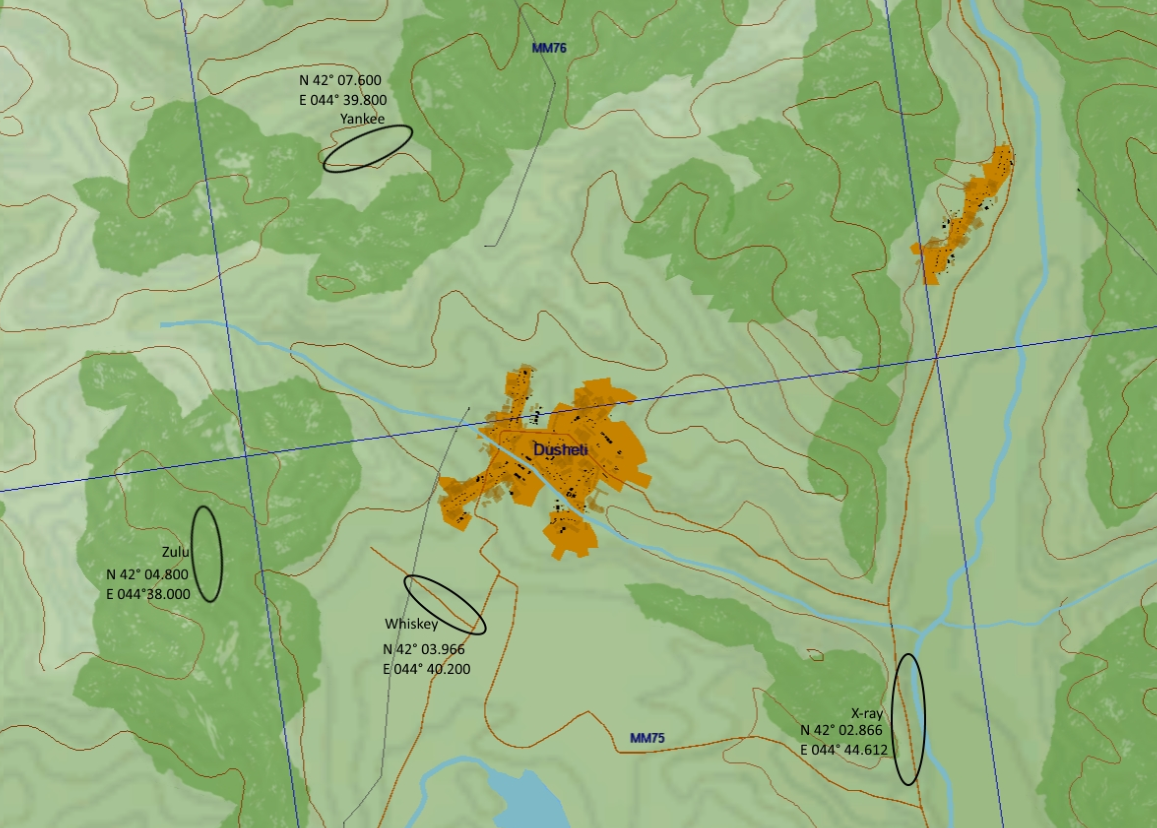 MM76
N 42° 07.600
E 044° 39.800
Yankee
Dusheti
Zulu
N 42° 04.800
E 044°38.000
Whiskey
N 42° 03.966
E 044° 40.200
X-ray
N 42° 02.866
E 044° 44.612
MM75